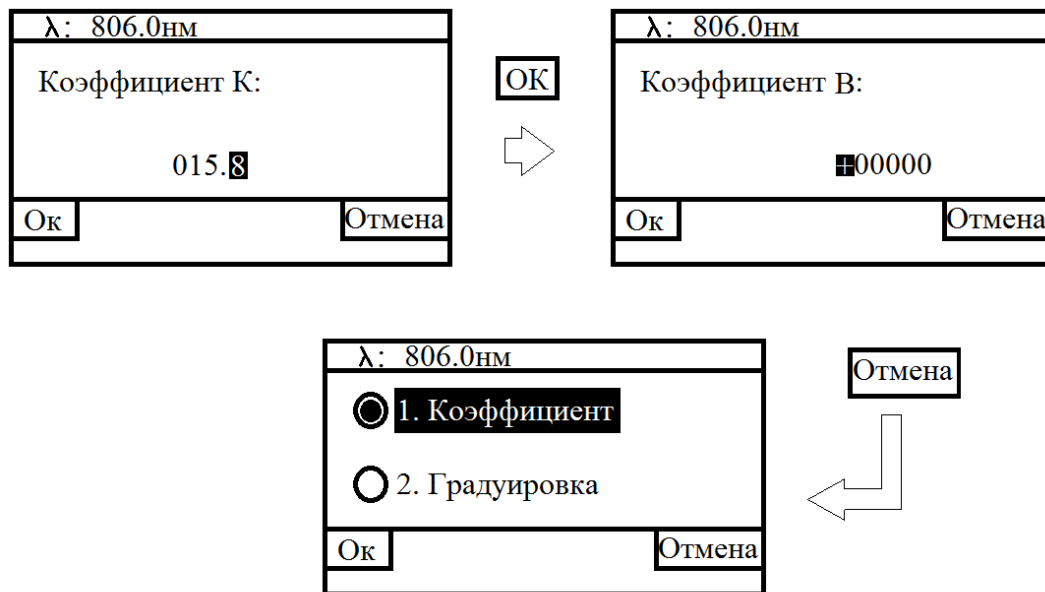 λ: 806.0нм
Коэффициент К:
015.8
Ок
Отмена
ОК
λ: 806.0нм
Коэффициент В:
+00000
Ок
Отмена
Отмена
λ: 806.0нм
1. Коэффициент
2. Градуировка
Ок
Отмена